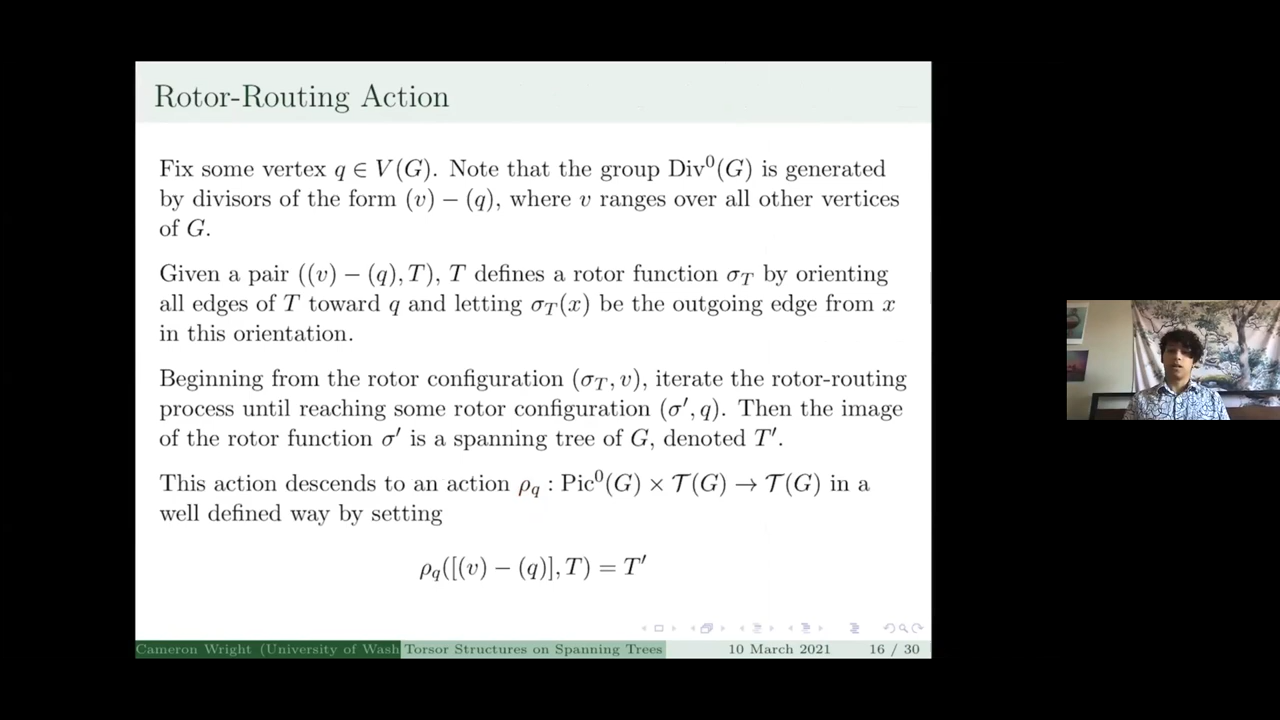 Rotor-Routing Action
Fix some vertex q ∈ V(G). Note that the group Div⁰(G) is generated
by divisors of the form (v) − (q), where v ranges over all other vertices
of G.
Given a pair ((v) − (q), T), T defines a rotor function σ_T by orienting
all edges of T toward q and letting σ_T(x) be the outgoing edge from x
in this orientation.
Beginning from the rotor configuration (σ_T, v), iterate the rotor-routing
process until reaching some rotor configuration (σ′, q). Then the image
of the rotor function σ′ is a spanning tree of G, denoted T′.
This action descends to an action ρ_q : Pic⁰(G) × 𝒯(G) → 𝒯(G) in a
well defined way by setting
ρ_q([(v) − (q)], T) = T′
Cameron Wright (University of Wash Torsor Structures on Spanning Trees 10 March 2021 16 / 30